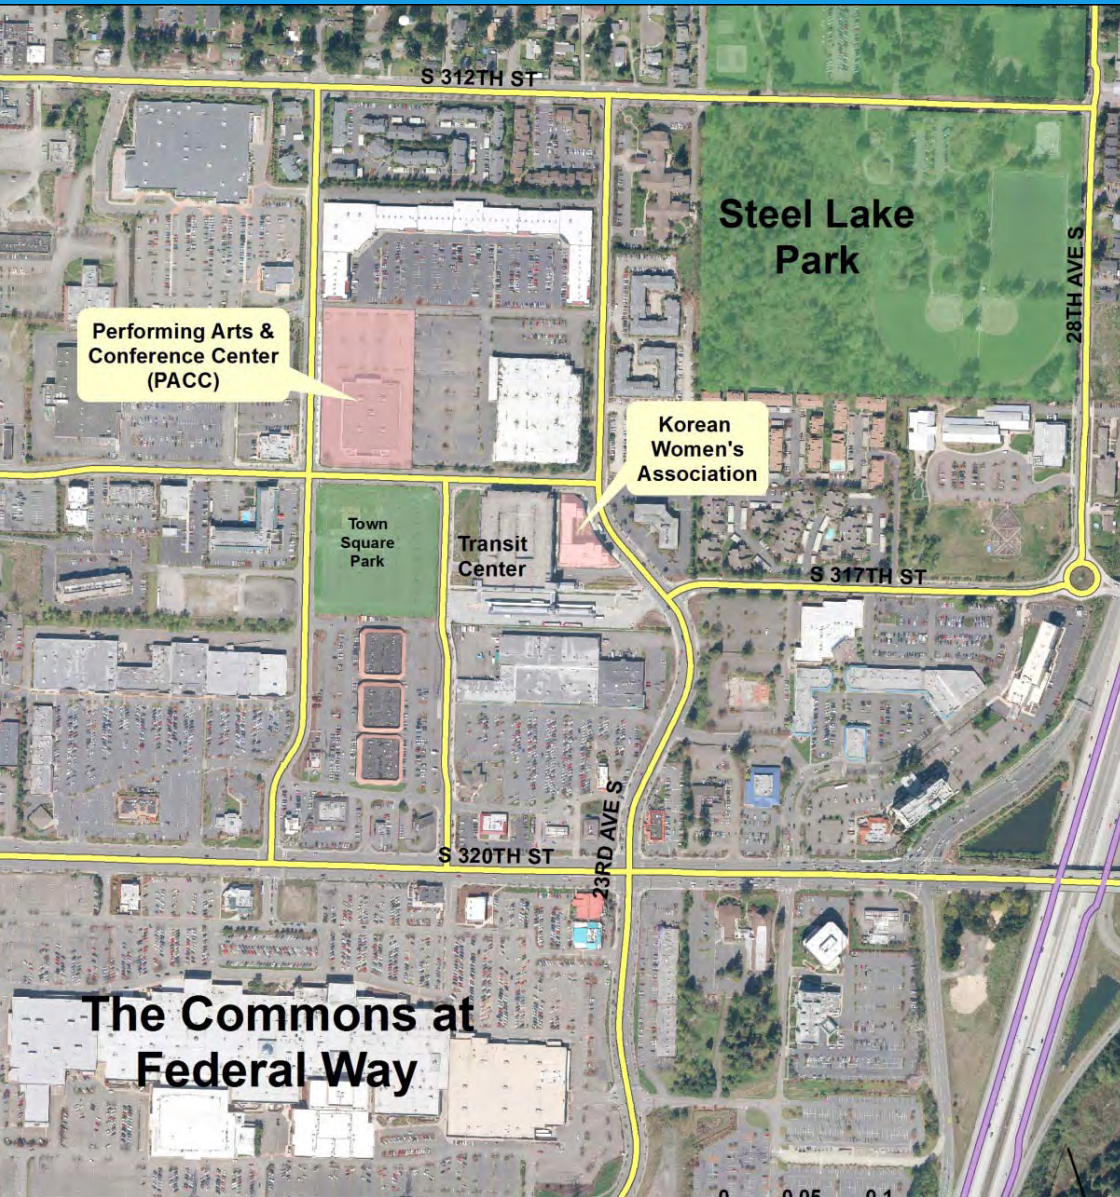 S 312TH ST
Steel Lake
Park
28TH AVE S
Performing Arts &
Conference Center
(PACC)
Korean
Women's
Association
Town
Square
Park
Transit
Center
S 317TH ST
23RD AVE S
S 320TH ST
The Commons at
Federal Way
0 0.05 0.1